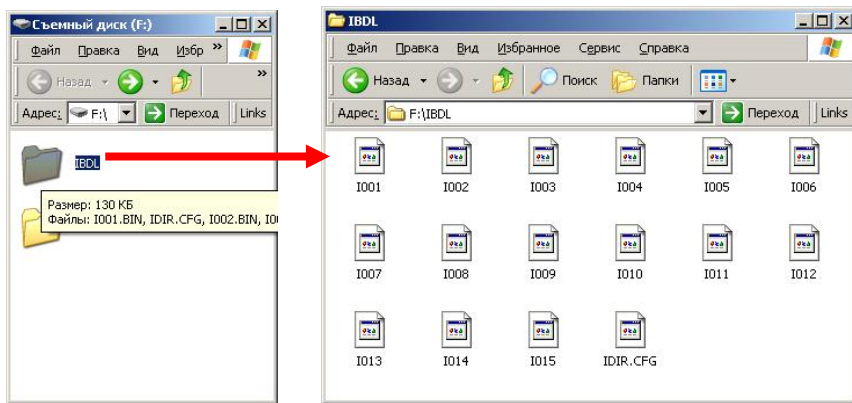 Съемный диск (F:)
Файл Правка Вид Избр »
Назад »
Адрес: F:\ Переход Links
IBDL
Размер: 130 КБ
Файлы: I001.BIN, IDIR.CFG, I002.BIN,
IBDL
Файл Правка Вид Избранное Сервис Справка
Назад Поиск Папки
Адрес: F:\IBDL Переход Links
I001 I002 I003 I004 I005 I006
I007 I008 I009 I010 I011 I012
I013 I014 I015 IDIR.CFG